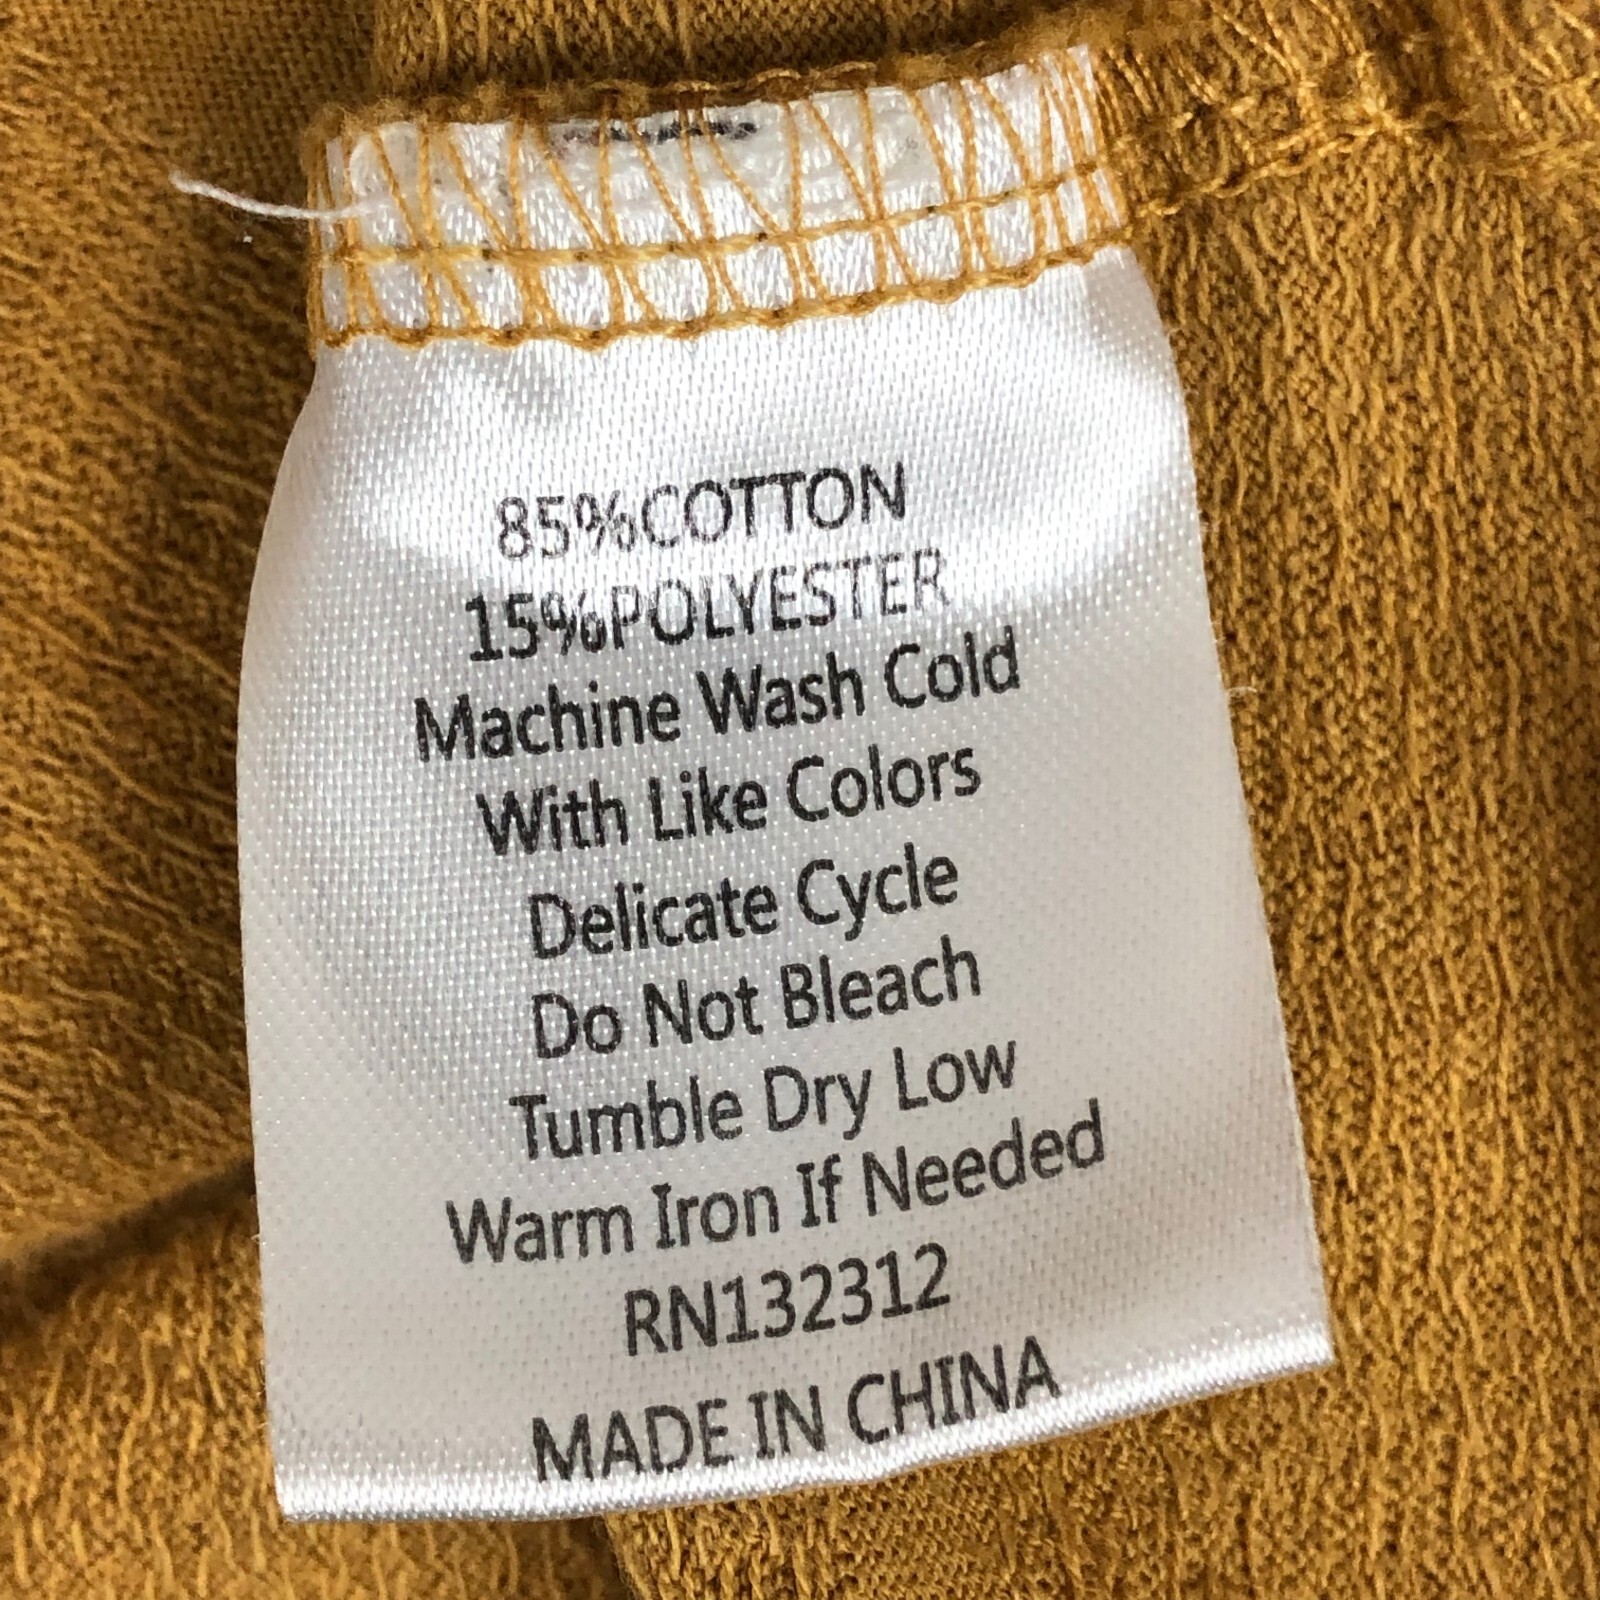 85%COTTON
15%POLYESTER
Machine Wash Cold
With Like Colors
Delicate Cycle
Do Not Bleach
Tumble Dry Low
Warm Iron If Needed
RN132312
MADE IN CHINA